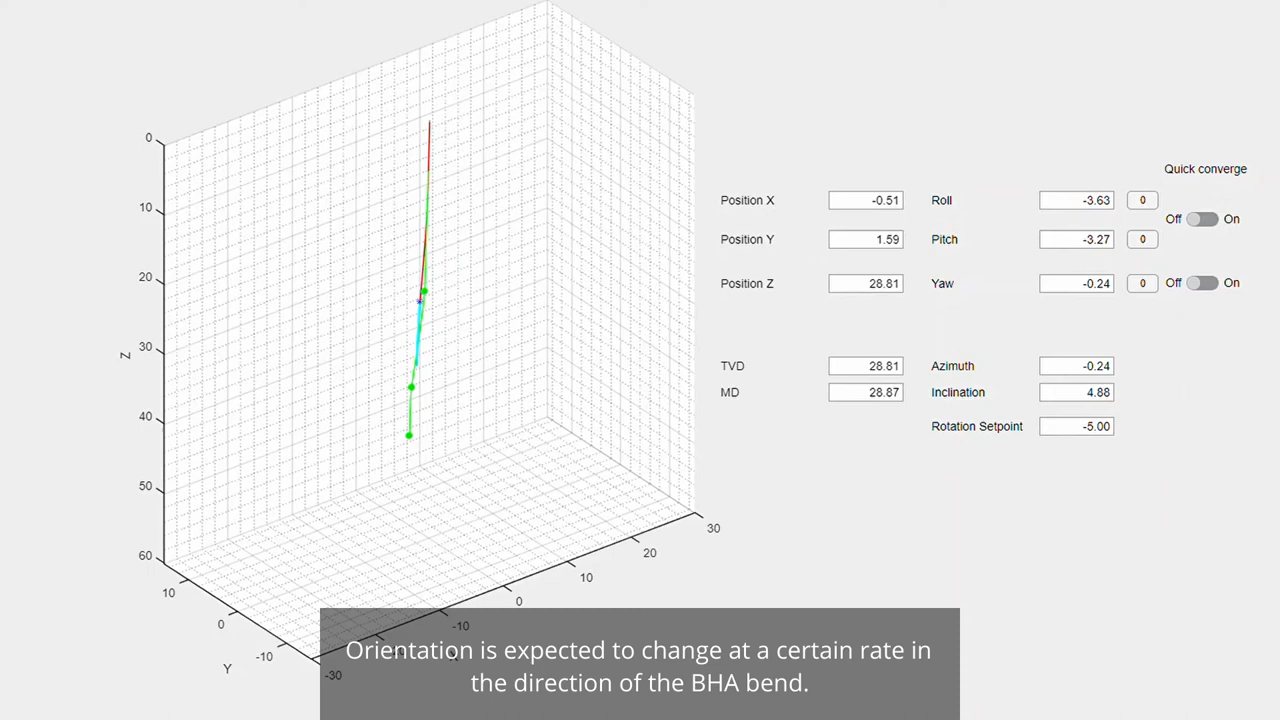 Quick converge
Position X -0.51 Roll -3.63 0
Off On
Position Y 1.59 Pitch -3.27 0
Position Z 28.81 Yaw -0.24 0 Off On
TVD 28.81 Azimuth -0.24
MD 28.87 Inclination 4.88
Rotation Setpoint -5.00
0
10
20
30
40
50
60
Z
10
0
-10
Y
-30
-10
0
10
20
30
Orientation is expected to change at a certain rate in
the direction of the BHA bend.